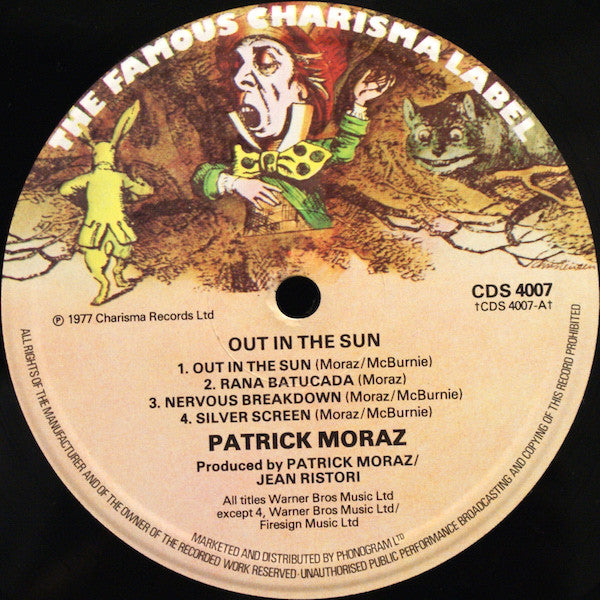 THE FAMOUS CHARISMA LABEL
CDS 4007
†CDS 4007-A†
℗ 1977 Charisma Records Ltd
OUT IN THE SUN
1. OUT IN THE SUN (Moraz/McBurnie)
2. RANA BATUCADA (Moraz)
3. NERVOUS BREAKDOWN (Moraz/McBurnie)
4. SILVER SCREEN (Moraz/McBurnie)
PATRICK MORAZ
Produced by PATRICK MORAZ/
JEAN RISTORI
All titles Warner Bros Music Ltd
except 4, Warner Bros Music Ltd/
Firesign Music Ltd
MARKETED AND DISTRIBUTED BY PHONOGRAM LTD
ALL RIGHTS OF THE MANUFACTURER AND OF THE OWNER OF THE RECORDED WORK RESERVED · UNAUTHORISED PUBLIC PERFORMANCE BROADCASTING AND COPYING OF THIS RECORD PROHIBITED